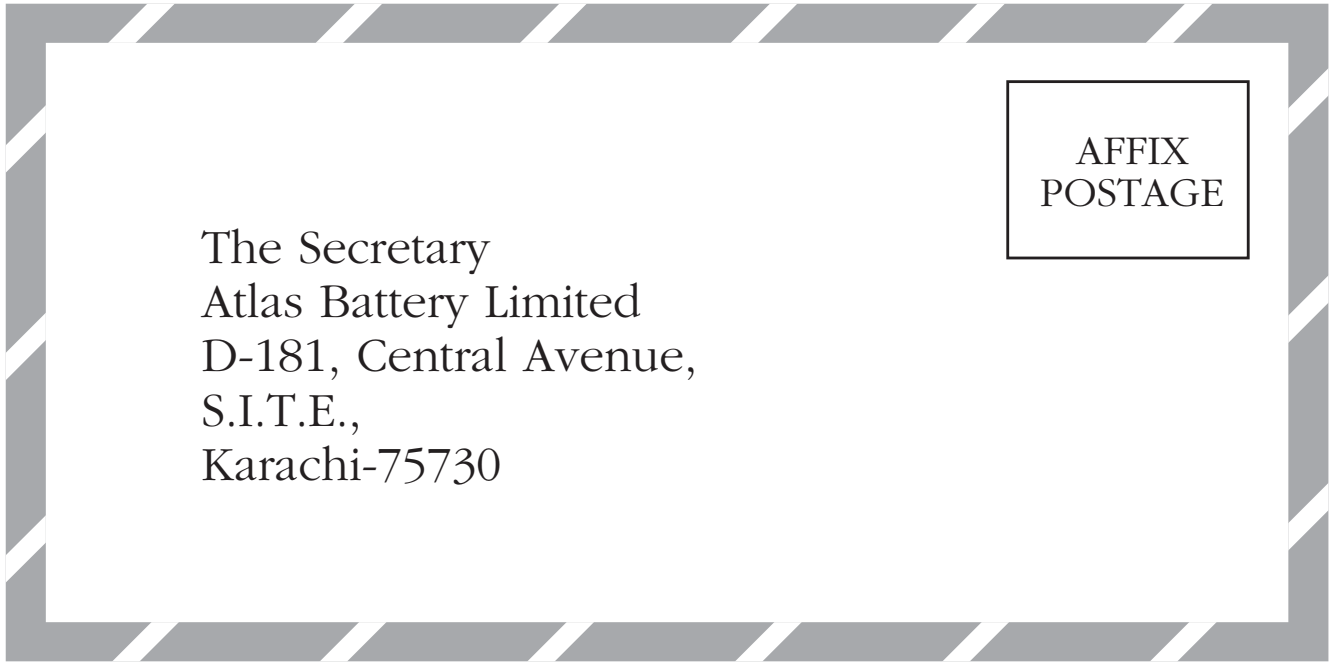 AFFIX
POSTAGE
The Secretary
Atlas Battery Limited
D-181, Central Avenue,
S.I.T.E.,
Karachi-75730